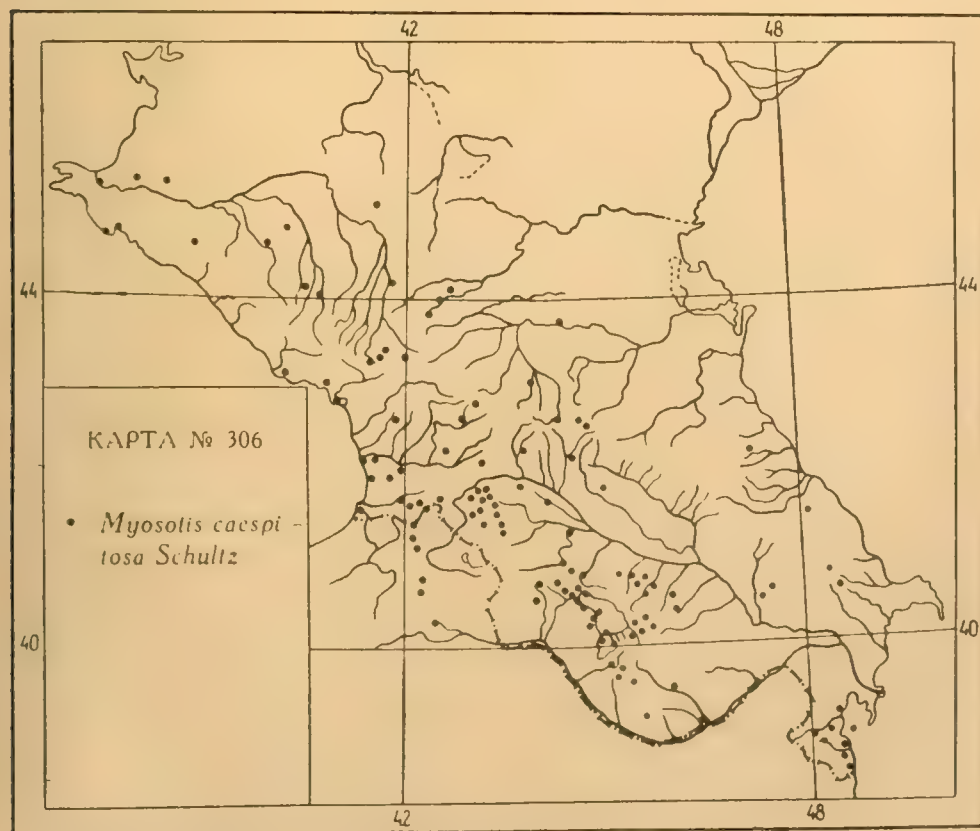 42 48
44 44
КАРТА № 306
Myosotis caespi-
tosa Schultz
40 40
42 48